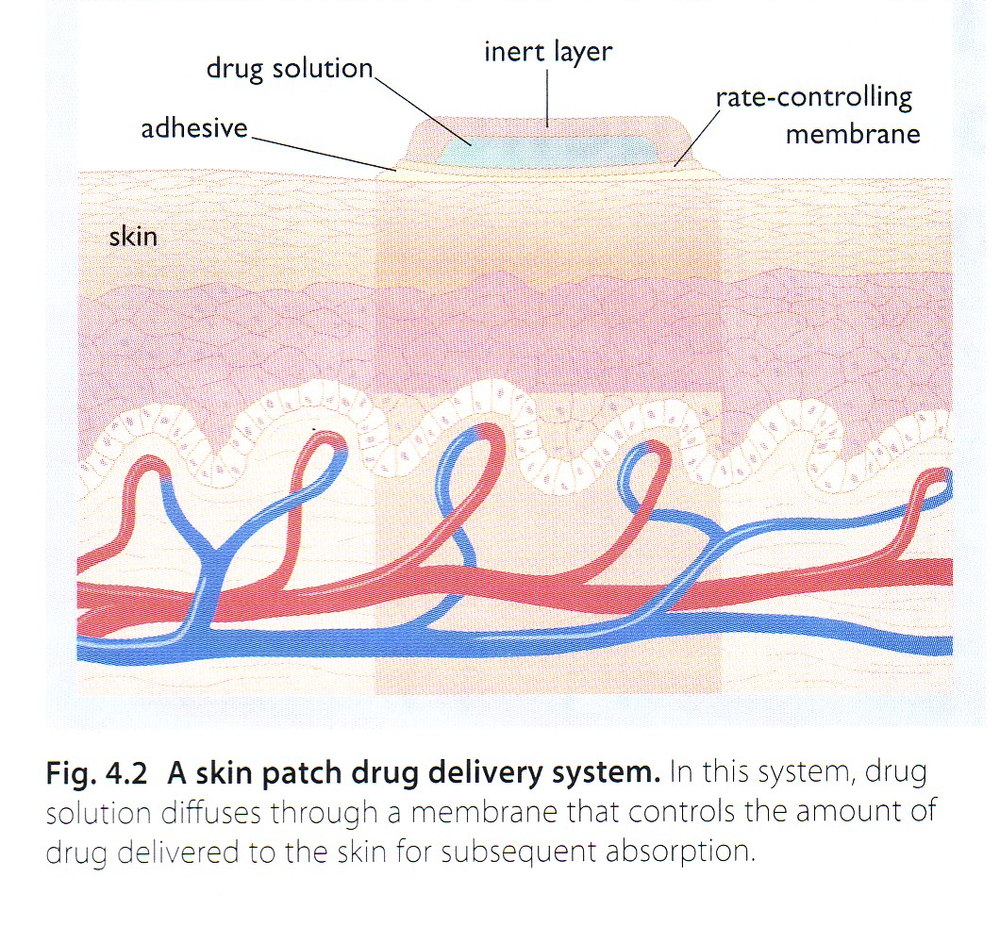 inert layer
drug solution
rate-controlling
membrane
adhesive
skin
Fig. 4.2 A skin patch drug delivery system. In this system, drug
solution diffuses through a membrane that controls the amount of
drug delivered to the skin for subsequent absorption.